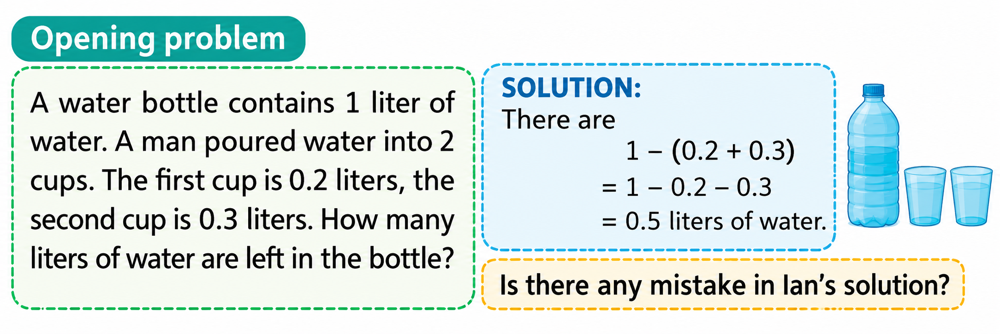 Opening problem
A water bottle contains 1 liter of
water. A man poured water into 2
cups. The first cup is 0.2 liters, the
second cup is 0.3 liters. How many
liters of water are left in the bottle?
SOLUTION:
There are
1 – (0.2 + 0.3)
= 1 – 0.2 – 0.3
= 0.5 liters of water.
Is there any mistake in Ian’s solution?